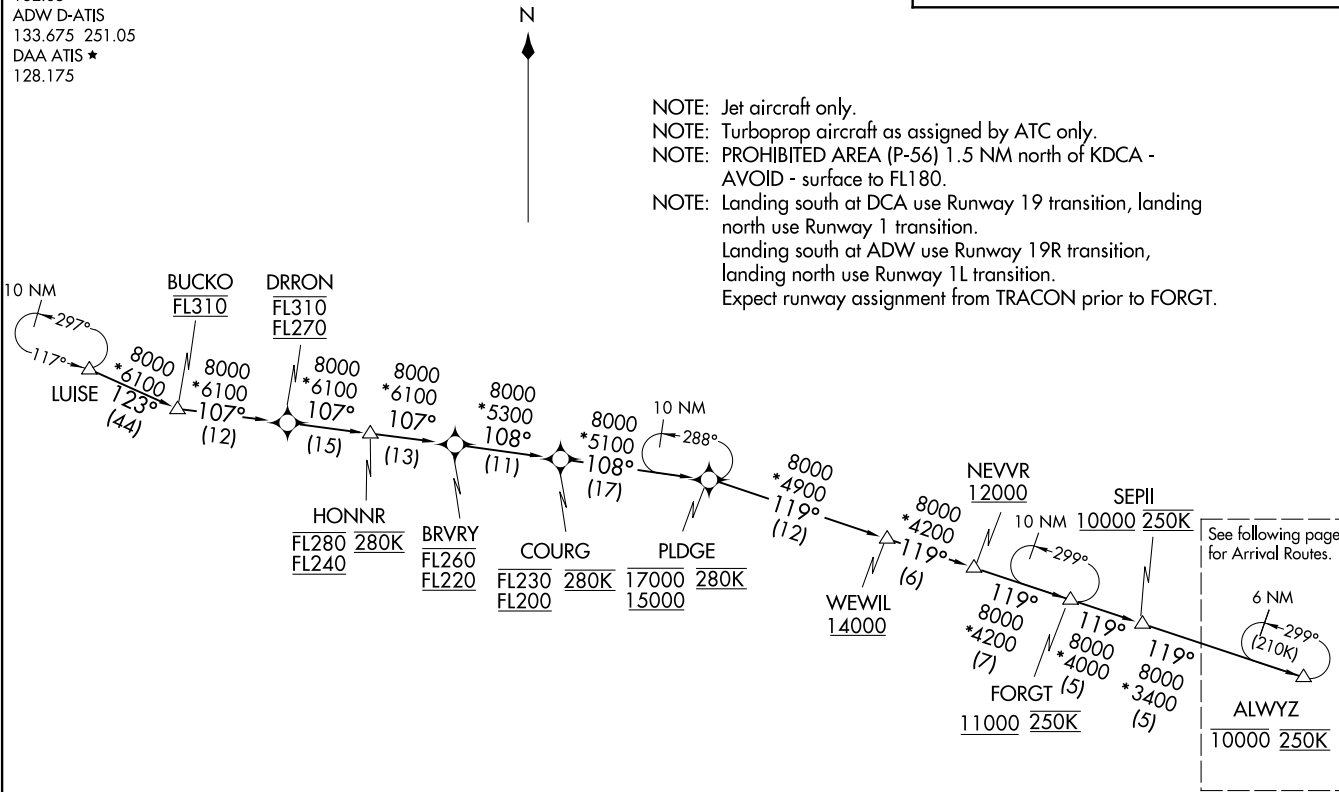 ADW D-ATIS
133.675 251.05
DAA ATIS ★
128.175
N
NOTE: Jet aircraft only.
NOTE: Turboprop aircraft as assigned by ATC only.
NOTE: PROHIBITED AREA (P-56) 1.5 NM north of KDCA -
AVOID - surface to FL180.
NOTE: Landing south at DCA use Runway 19 transition, landing
north use Runway 1 transition.
Landing south at ADW use Runway 19R transition,
landing north use Runway 1L transition.
Expect runway assignment from TRACON prior to FORGT.
10 NM
297°
117°
LUISE
8000
*6100
123°
(44)
BUCKO
FL310
8000
*6100
107°
(12)
DRRON
FL310
FL270
8000
*6100
107°
(15)
HONNR
FL280 280K
FL240
8000
*6100
107°
(13)
BRVRY
FL260
FL220
8000
*5300
108°
(11)
COURG
FL230 280K
FL200
8000
*5100
108°
(17)
10 NM
288°
PLDGE
17000 280K
15000
8000
*4900
119°
(12)
WEWIL
14000
8000
*4200
119°
(6)
NEVVR
12000
119°
8000
*4200
(7)
10 NM
299°
FORGT
11000 250K
119°
8000
*4000
(5)
SEPII
10000 250K
119°
8000
*3400
(5)
See following page
for Arrival Routes.
6 NM
299°
(210K)
ALWYZ
10000 250K